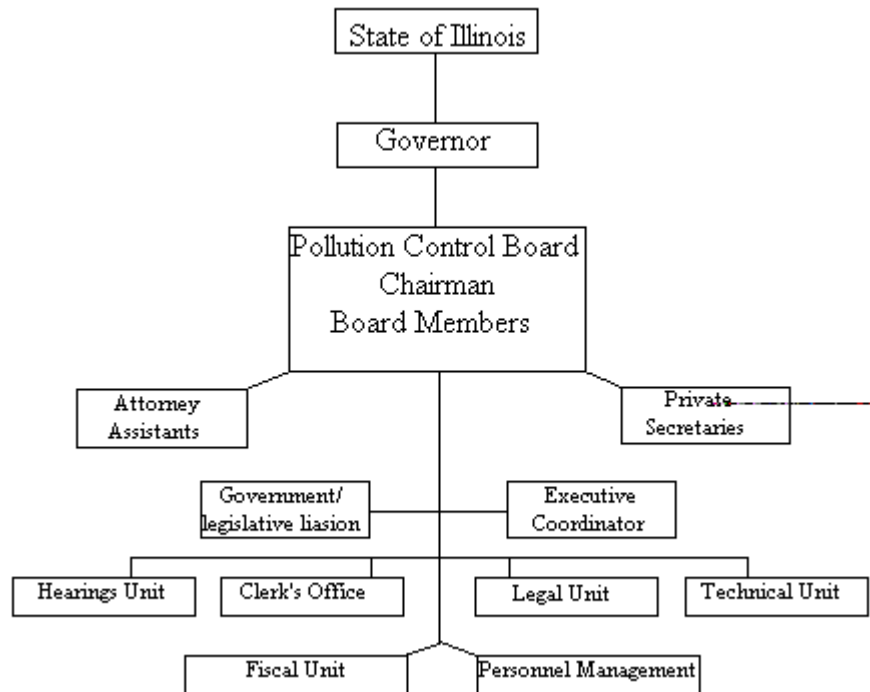 State of Illinois
Governor
Pollution Control Board
Chairman
Board Members
Attorney
Assistants
Private
Secretaries
Government/
legislative liasion
Executive
Coordinator
Hearings Unit
Clerk's Office
Legal Unit
Technical Unit
Fiscal Unit
Personnel Management